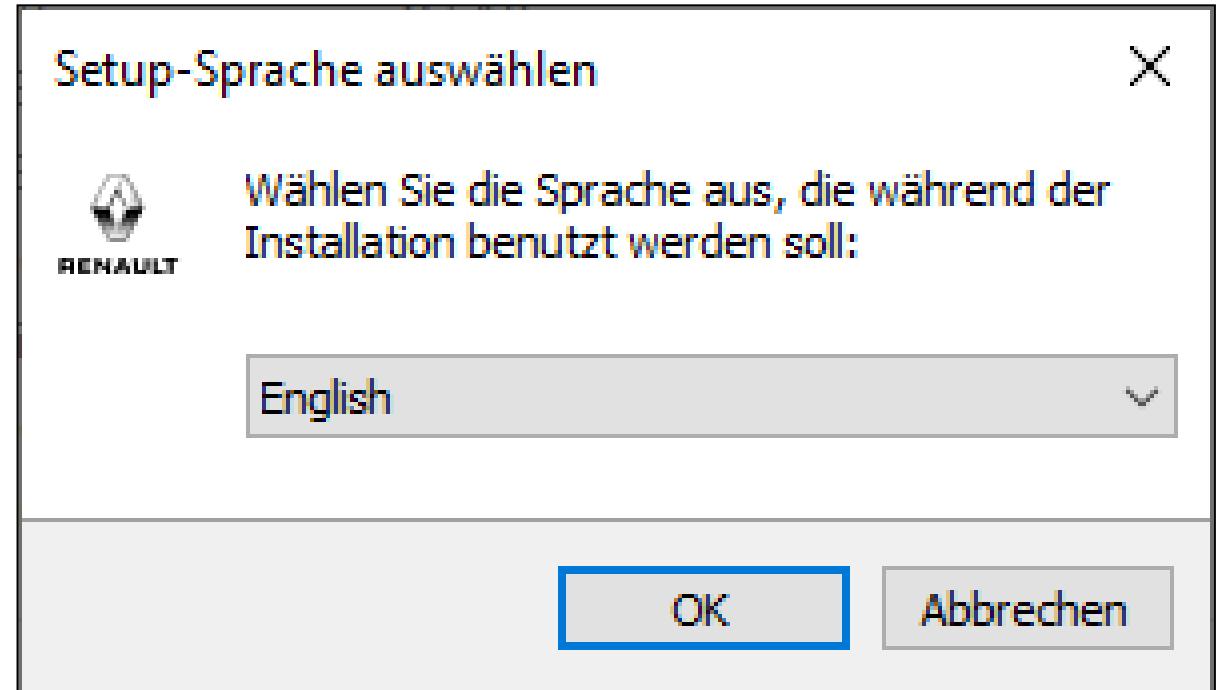 Setup-Sprache auswählen
RENAULT
Wählen Sie die Sprache aus, die während der
Installation benutzt werden soll:
English
OK
Abbrechen